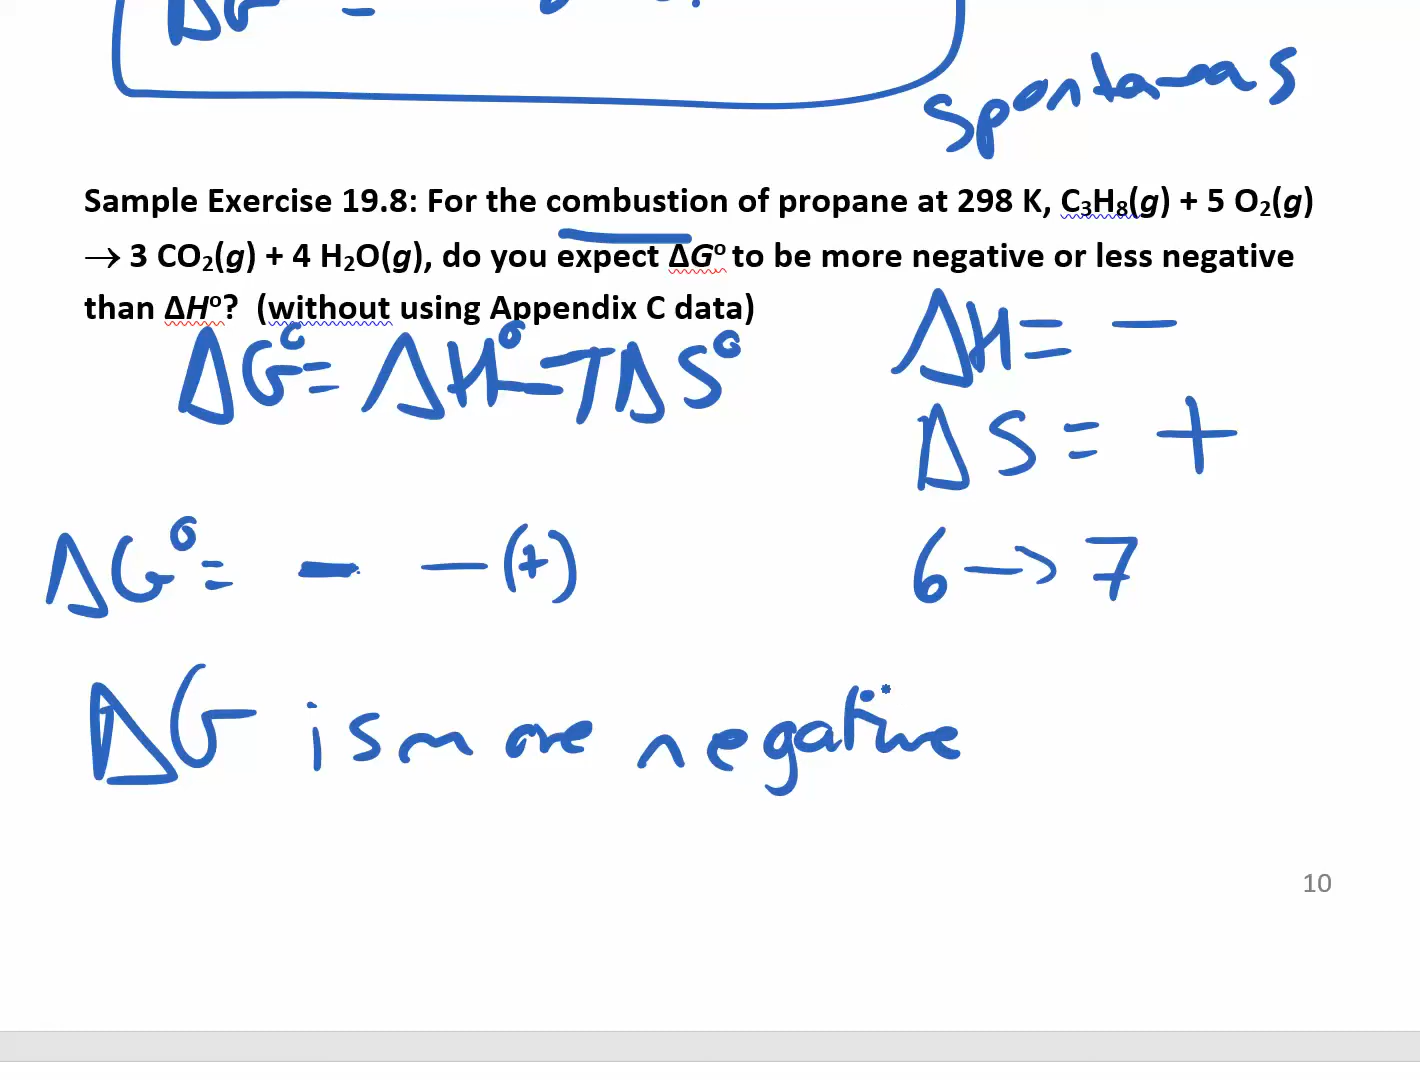 ΔG =
spontaneous
Sample Exercise 19.8: For the combustion of propane at 298 K, C₃H₈(g) + 5 O₂(g)
→ 3 CO₂(g) + 4 H₂O(g), do you expect ΔG° to be more negative or less negative
than ΔH°? (without using Appendix C data)
ΔG° = ΔH° – TΔS°
ΔH = –
ΔS = +
ΔG° = – – (+)
6 → 7
ΔG is more negative
10